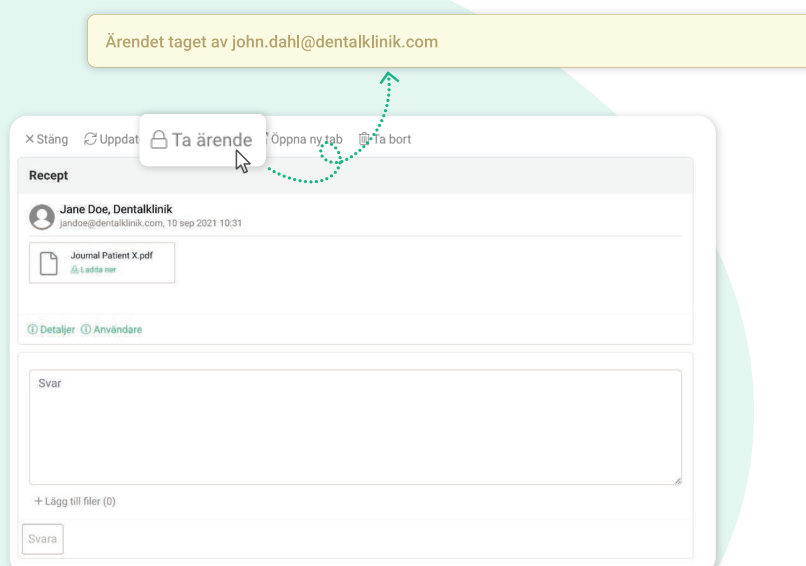 Ärendet taget av john.dahl@dentalklinik.com
Stäng Uppdat Ta ärende Öppna ny tab Ta bort
Recept
Jane Doe, Dentalklinik
jandoe@dentalklinik.com, 10 sep 2021 10:31
Journal Patient X.pdf
Ladda ner
Detaljer Användare
Svar
+ Lägg till filer (0)
Svara